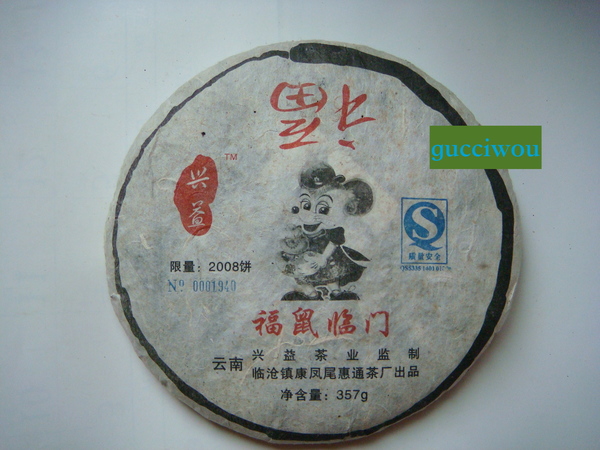 福
gucciwou
兴益
TM
限量：2008饼
Nº 0001940
S
质量安全
福鼠临门
云南
兴益茶业监制
临沧镇康凤尾惠通茶厂出品
净含量：357g